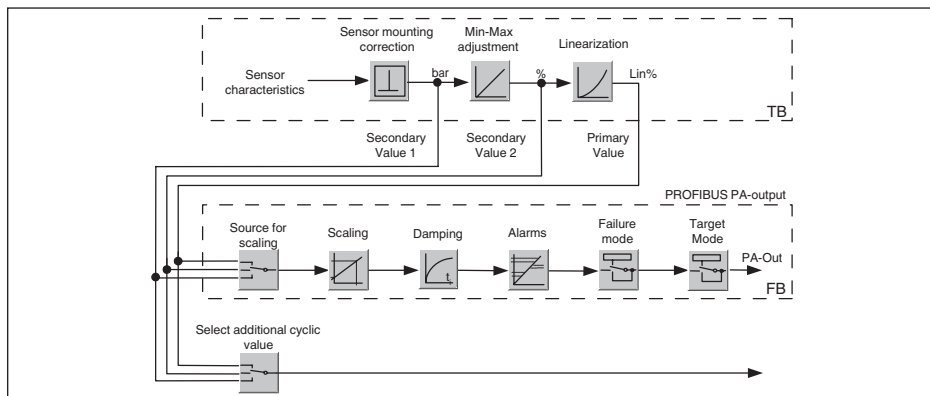 Sensor mounting
correction
Min-Max
adjustment
Linearization
Sensor
characteristics
bar
%
Lin%
TB
Secondary
Value 1
Secondary
Value 2
Primary
Value
PROFIBUS PA-output
Source for
scaling
Scaling
Damping
Alarms
Failure
mode
Target
Mode
t
PA-Out
FB
Select additional cyclic
value